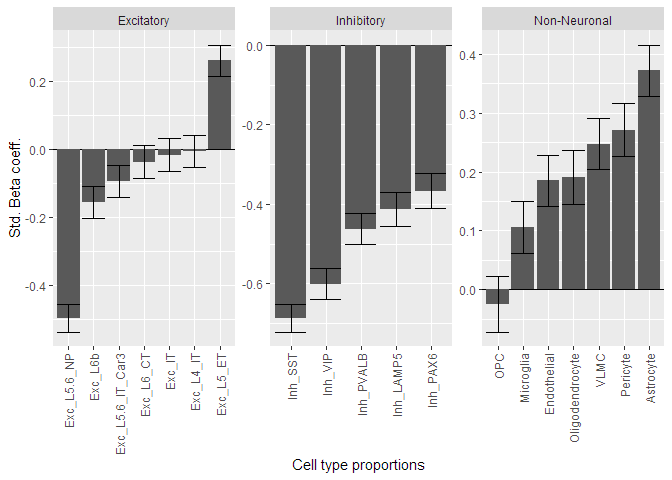 Excitatory
Inhibitory
Non-Neuronal
Std. Beta coeff.
0.2
0.0
-0.2
-0.4
0.0
-0.2
-0.4
-0.6
0.4
0.3
0.2
0.1
0.0
Exc_L5.6_NP
Exc_L6b
Exc_L5.6_IT_Car3
Exc_L6_CT
Exc_IT
Exc_L4_IT
Exc_L5_ET
Inh_SST
Inh_VIP
Inh_PVALB
Inh_LAMP5
Inh_PAX6
OPC
Microglia
Endothelial
Oligodendrocyte
VLMC
Pericyte
Astrocyte
Cell type proportions